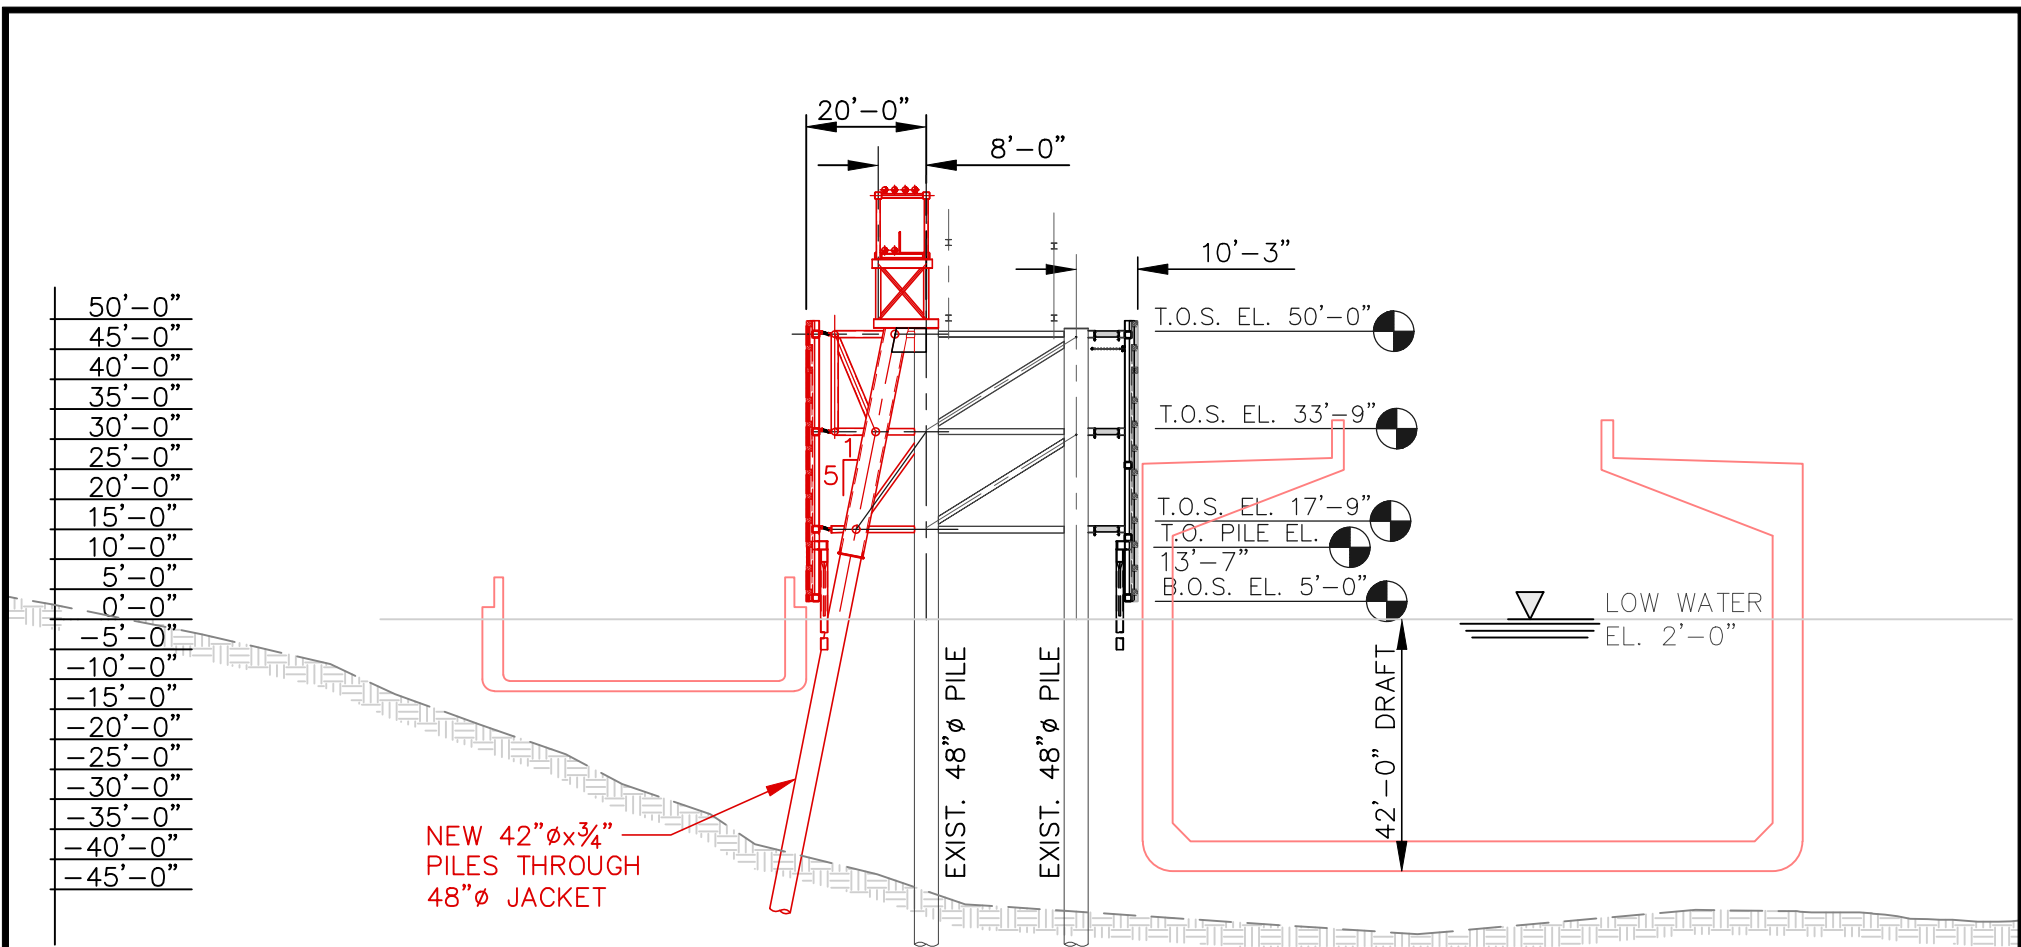 20'-0"
8'-0"
10'-3"
50'-0"
45'-0"
40'-0"
35'-0"
30'-0"
25'-0"
20'-0"
15'-0"
10'-0"
5'-0"
0'-0"
-5'-0"
-10'-0"
-15'-0"
-20'-0"
-25'-0"
-30'-0"
-35'-0"
-40'-0"
-45'-0"
T.O.S. EL. 50'-0"
T.O.S. EL. 33'-9"
1
5
T.O.S. EL. 17'-9"
T.O. PILE EL.
13'-7"
B.O.S. EL. 5'-0"
LOW WATER
EL. 2'-0"
EXIST. 48"ø PILE
EXIST. 48"ø PILE
42'-0" DRAFT
NEW 42"øx¾"
PILES THROUGH
48"ø JACKET